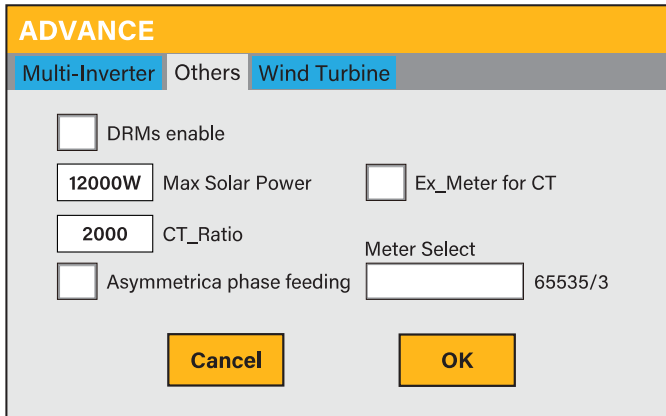 ADVANCE
Multi-Inverter Others Wind Turbine
DRMs enable
12000W Max Solar Power Ex_Meter for CT
2000 CT_Ratio
Meter Select
Asymmetrica phase feeding 65535/3
Cancel OK